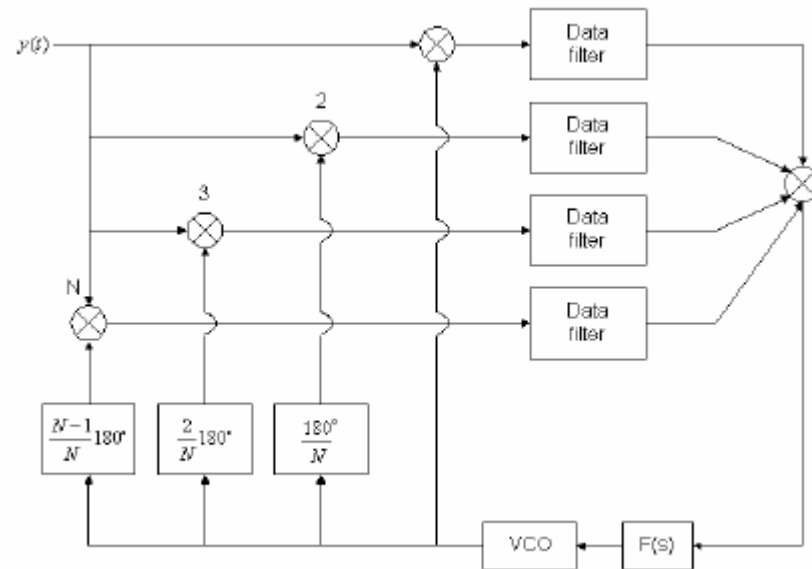 y(t)
Data
filter
2
Data
filter
3
Data
filter
N
Data
filter
N-1/N 180°
2/N 180°
180°/N
VCO
F(s)